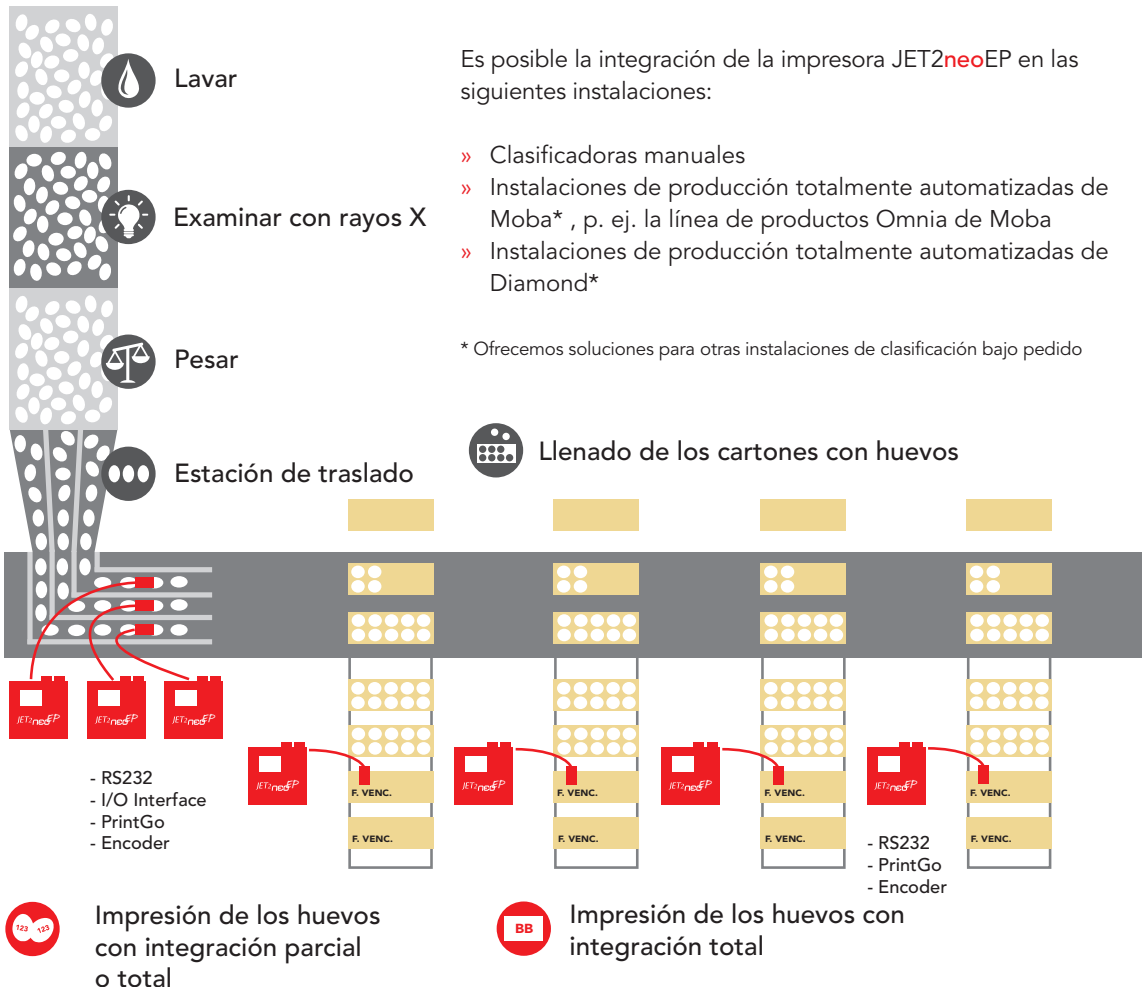 Lavar
Examinar con rayos X
Pesar
Estación de traslado
Es posible la integración de la impresora JET2neoEP en las
siguientes instalaciones:
» Clasificadoras manuales
» Instalaciones de producción totalmente automatizadas de
Moba* , p. ej. la línea de productos Omnia de Moba
» Instalaciones de producción totalmente automatizadas de
Diamond*
* Ofrecemos soluciones para otras instalaciones de clasificación bajo pedido
Llenado de los cartones con huevos
JET2neoEP
JET2neoEP
JET2neoEP
- RS232
- I/O Interface
- PrintGo
- Encoder
JET2neoEP
F. VENC.
F. VENC.
JET2neoEP
F. VENC.
F. VENC.
JET2neoEP
F. VENC.
F. VENC.
JET2neoEP
F. VENC.
F. VENC.
- RS232
- PrintGo
- Encoder
123 123
Impresión de los huevos
con integración parcial
o total
BB
Impresión de los huevos con
integración total